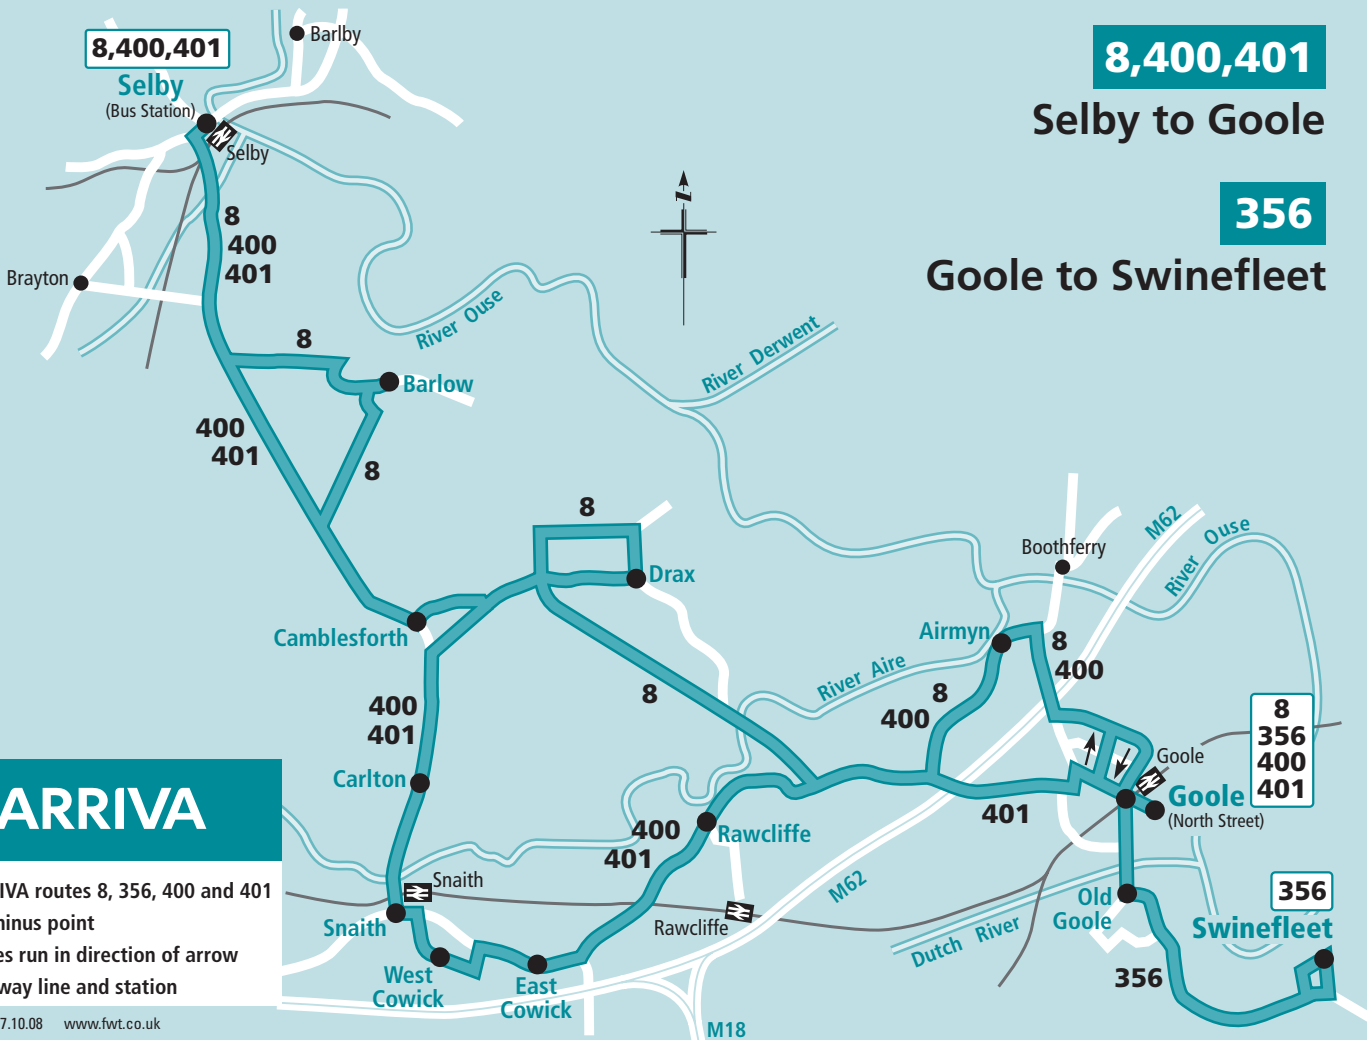 8,400,401
Selby
(Bus Station)
Barlby
Selby
8,400,401
Selby to Goole
356
Goole to Swinefleet
n
8
400
401
Brayton
River Ouse
River Derwent
8
Barlow
400
401
8
8
Drax
Camblesforth
M62
River Ouse
Boothferry
Airmyn
8
400
River Aire
8
400
8
400
401
Carlton
8
356
400
401
Goole
Goole
(North Street)
401
400
401
Rawcliffe
ARRIVA
IVA routes 8, 356, 400 and 401
minus point
es run in direction of arrow
way line and station
7.10.08 www.fwt.co.uk
Snaith
Snaith
West
Cowick
East
Cowick
Rawcliffe
M62
M18
Dutch River
Old
Goole
356
356
Swinefleet